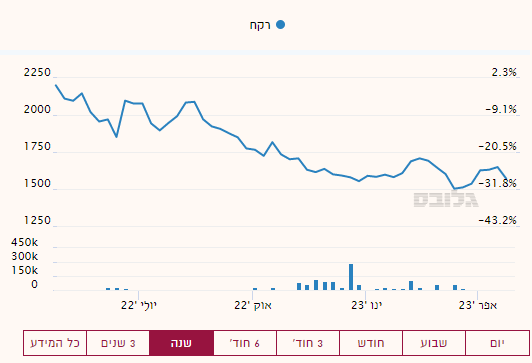 רקח
2250 2.3%
2000 -9.1%
1750 -20.5%
1500 -31.8%
גלובס
1250 -43.2%
450k
300k
150k
0
יולי '22 אוק '22 ינו '23 אפר '23
יום שבוע חודש 3 חוד' 6 חוד' שנה 3 שנים כל המידע